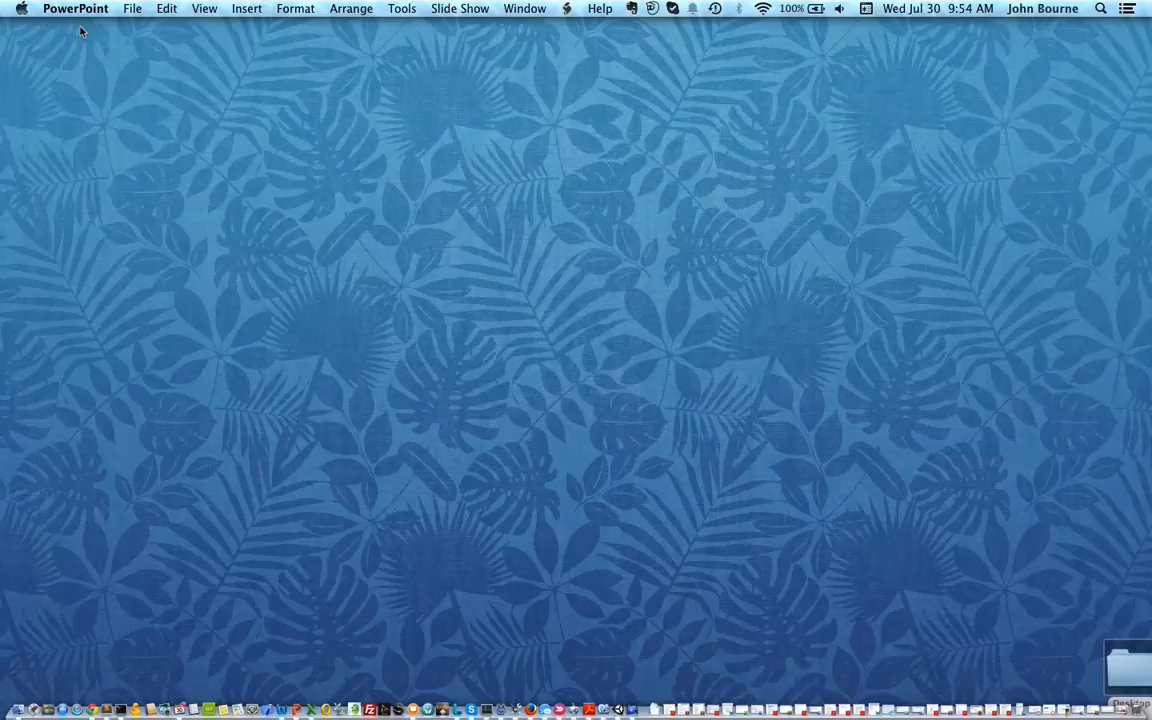 PowerPoint File Edit View Insert Format Arrange Tools Slide Show Window Help 100% Wed Jul 30 9:54 AM John Bourne
Desktop